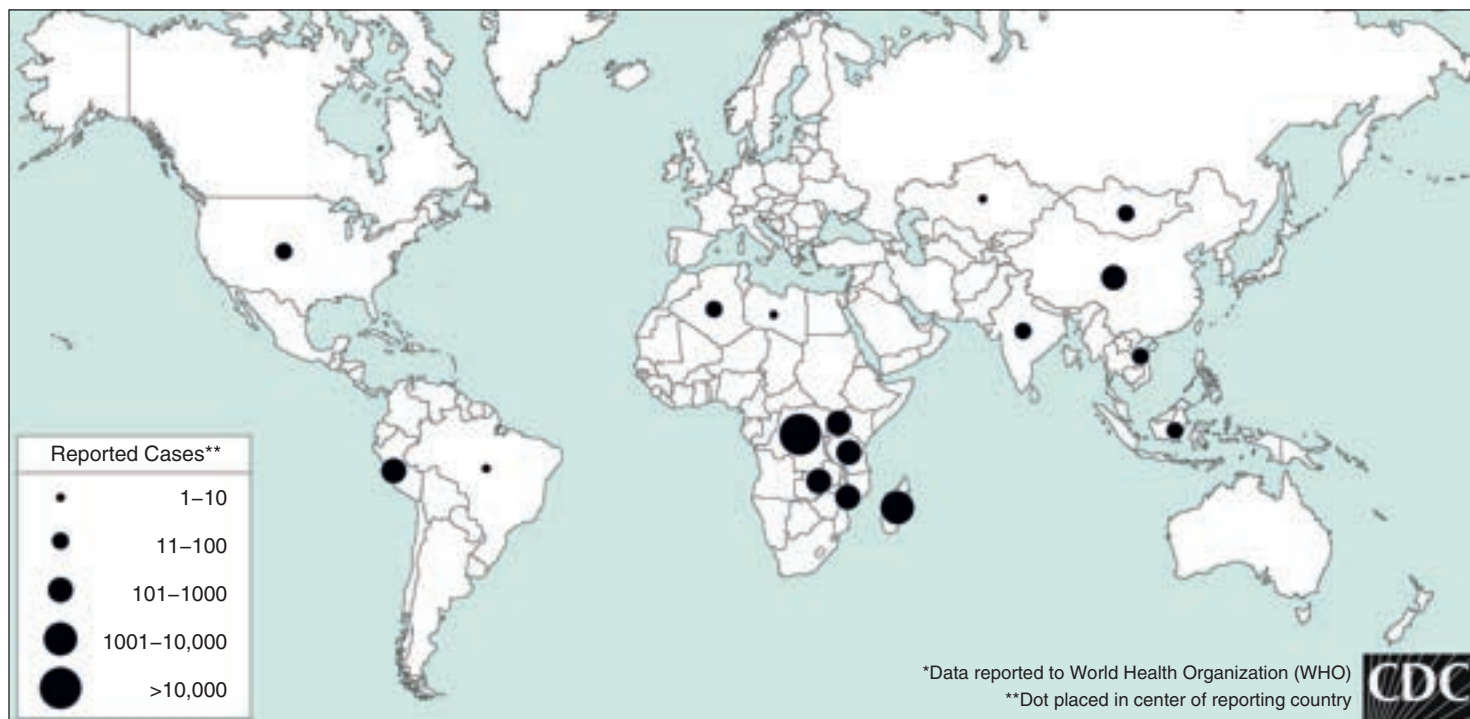 Reported Cases**
1–10
11–100
101–1000
1001–10,000
>10,000
*Data reported to World Health Organization (WHO)
**Dot placed in center of reporting country
CDC